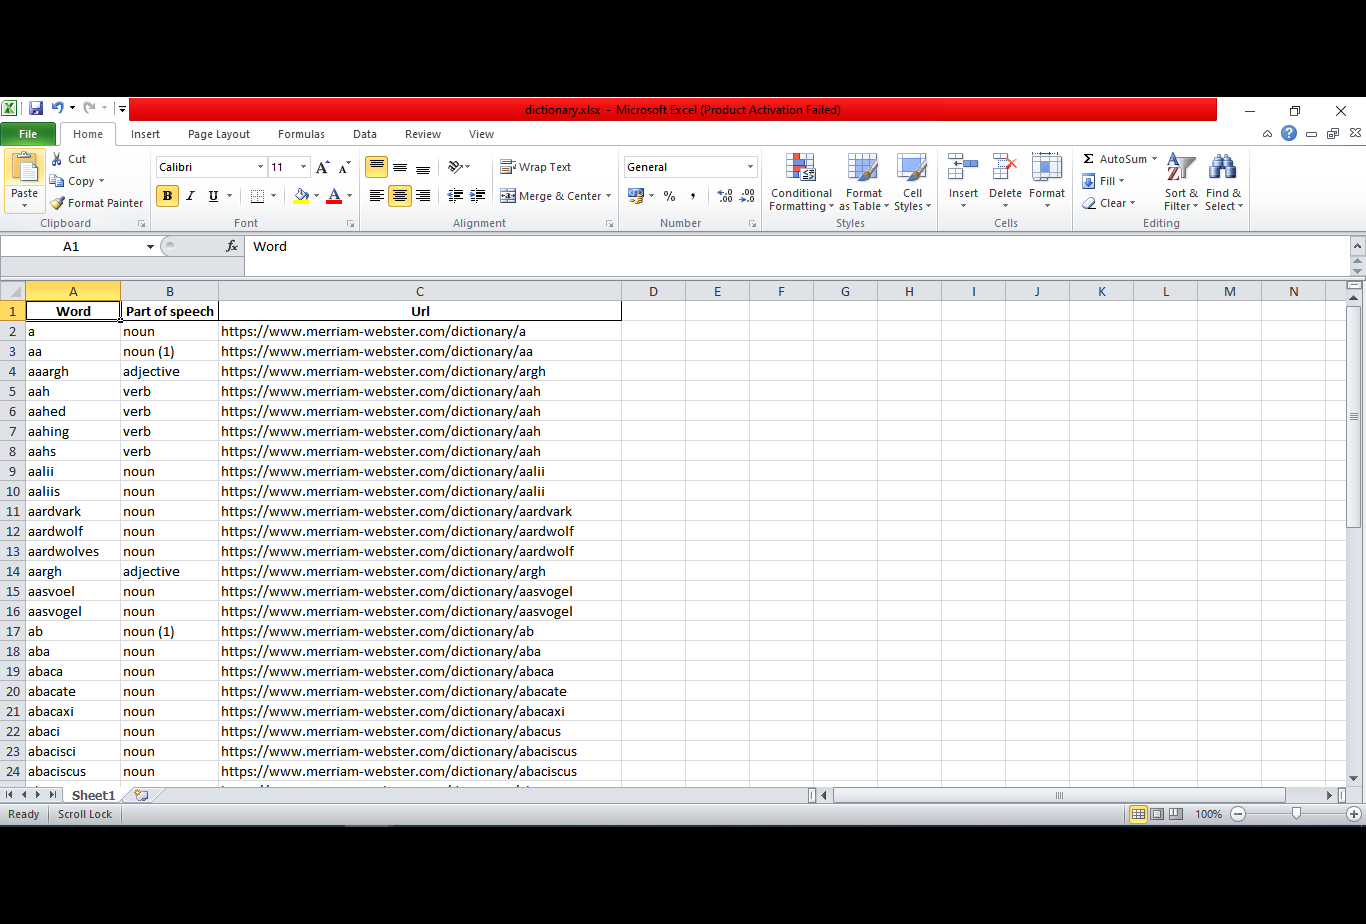 dictionary.xlsx - Microsoft Excel (Product Activation Failed)
File Home Insert Page Layout Formulas Data Review View
Paste
Cut
Copy
Format Painter
Clipboard
Calibri 11
B I U
Font
Wrap Text
Merge & Center
Alignment
General
% ,
Number
Conditional Formatting
Format as Table
Cell Styles
Styles
Insert
Delete
Format
Cells
Σ AutoSum
Fill
Clear
Sort & Filter
Find & Select
Editing
A1 fx Word
A B C D E F G H I J K L M N
1 Word Part of speech Url
2 a noun https://www.merriam-webster.com/dictionary/a
3 aa noun (1) https://www.merriam-webster.com/dictionary/aa
4 aaargh adjective https://www.merriam-webster.com/dictionary/argh
5 aah verb https://www.merriam-webster.com/dictionary/aah
6 aahed verb https://www.merriam-webster.com/dictionary/aah
7 aahing verb https://www.merriam-webster.com/dictionary/aah
8 aahs verb https://www.merriam-webster.com/dictionary/aah
9 aalii noun https://www.merriam-webster.com/dictionary/aalii
10 aaliis noun https://www.merriam-webster.com/dictionary/aalii
11 aardvark noun https://www.merriam-webster.com/dictionary/aardvark
12 aardwolf noun https://www.merriam-webster.com/dictionary/aardwolf
13 aardwolves noun https://www.merriam-webster.com/dictionary/aardwolf
14 aargh adjective https://www.merriam-webster.com/dictionary/argh
15 aasvoel noun https://www.merriam-webster.com/dictionary/aasvogel
16 aasvogel noun https://www.merriam-webster.com/dictionary/aasvogel
17 ab noun (1) https://www.merriam-webster.com/dictionary/ab
18 aba noun https://www.merriam-webster.com/dictionary/aba
19 abaca noun https://www.merriam-webster.com/dictionary/abaca
20 abacate noun https://www.merriam-webster.com/dictionary/abacate
21 abacaxi noun https://www.merriam-webster.com/dictionary/abacaxi
22 abaci noun https://www.merriam-webster.com/dictionary/abacus
23 abacisci noun https://www.merriam-webster.com/dictionary/abaciscus
24 abaciscus noun https://www.merriam-webster.com/dictionary/abaciscus
Sheet1
Ready Scroll Lock 100%